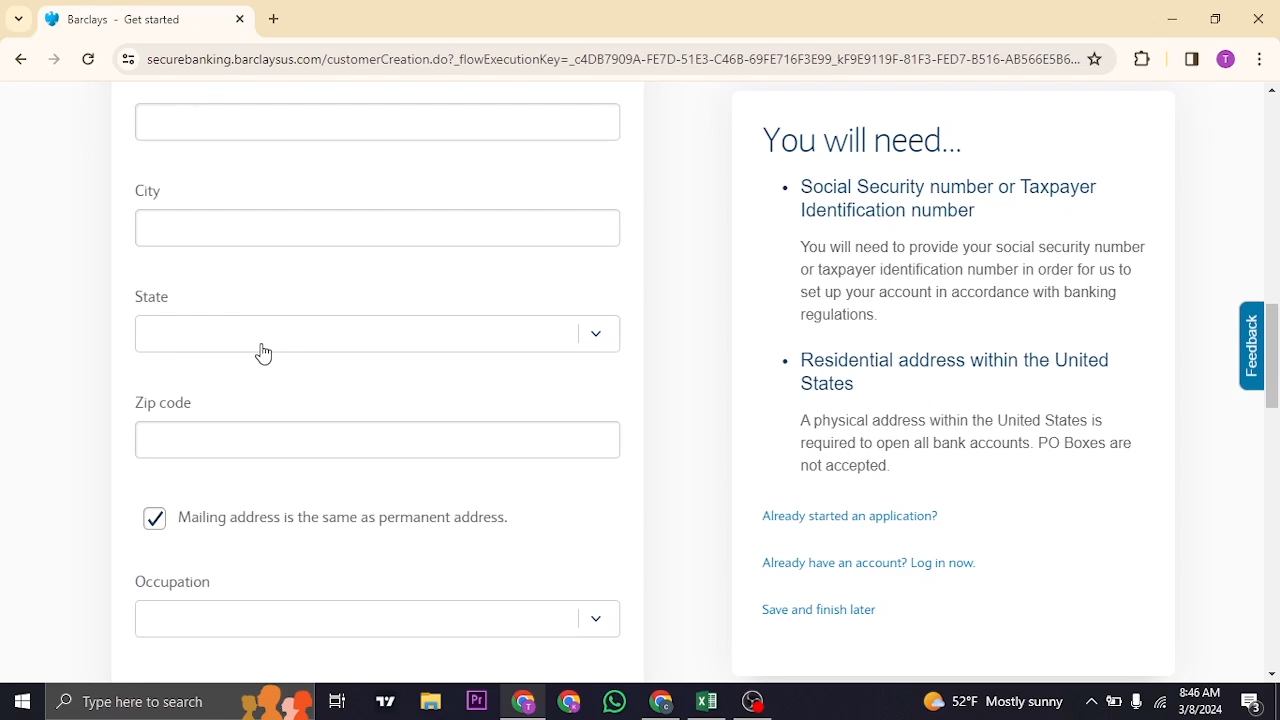 Barclays - Get started
securebanking.barclaysus.com/customerCreation.do?_flowExecutionKey=_c4DB7909A-FE7D-51E3-C46B-69FE716F3E99_kF9E9119F-81F3-FED7-B516-AB566E5B6...
T
City
State
Zip code
Mailing address is the same as permanent address.
Occupation
You will need...
• Social Security number or Taxpayer
Identification number
You will need to provide your social security number
or taxpayer identification number in order for us to
set up your account in accordance with banking
regulations.
• Residential address within the United
States
A physical address within the United States is
required to open all bank accounts. PO Boxes are
not accepted.
Already started an application?
Already have an account? Log in now.
Save and finish later
Feedback
Type here to search
Pr
52°F Mostly sunny
8:46 AM
3/8/2024
3